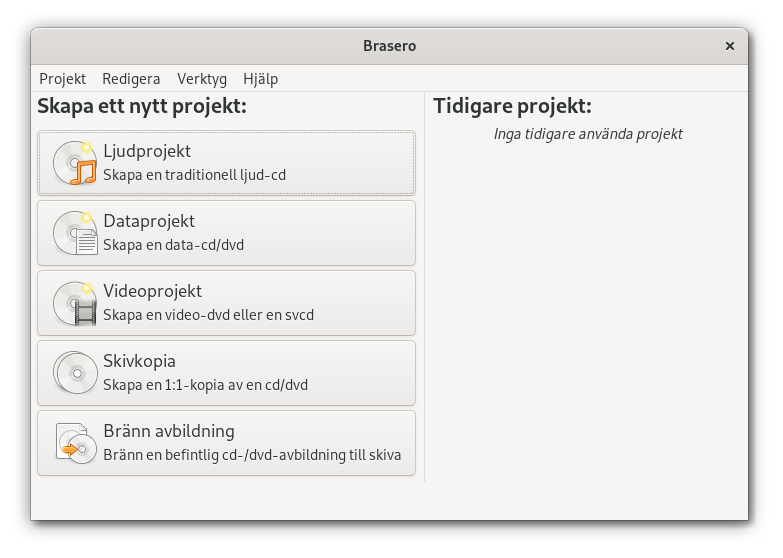 Brasero
Projekt Redigera Verktyg Hjälp
Skapa ett nytt projekt:
Ljudprojekt
Skapa en traditionell ljud-cd
Dataprojekt
Skapa en data-cd/dvd
Videoprojekt
Skapa en video-dvd eller en svcd
Skivkopia
Skapa en 1:1-kopia av en cd/dvd
Bränn avbildning
Bränn en befintlig cd-/dvd-avbildning till skiva
Tidigare projekt:
Inga tidigare använda projekt